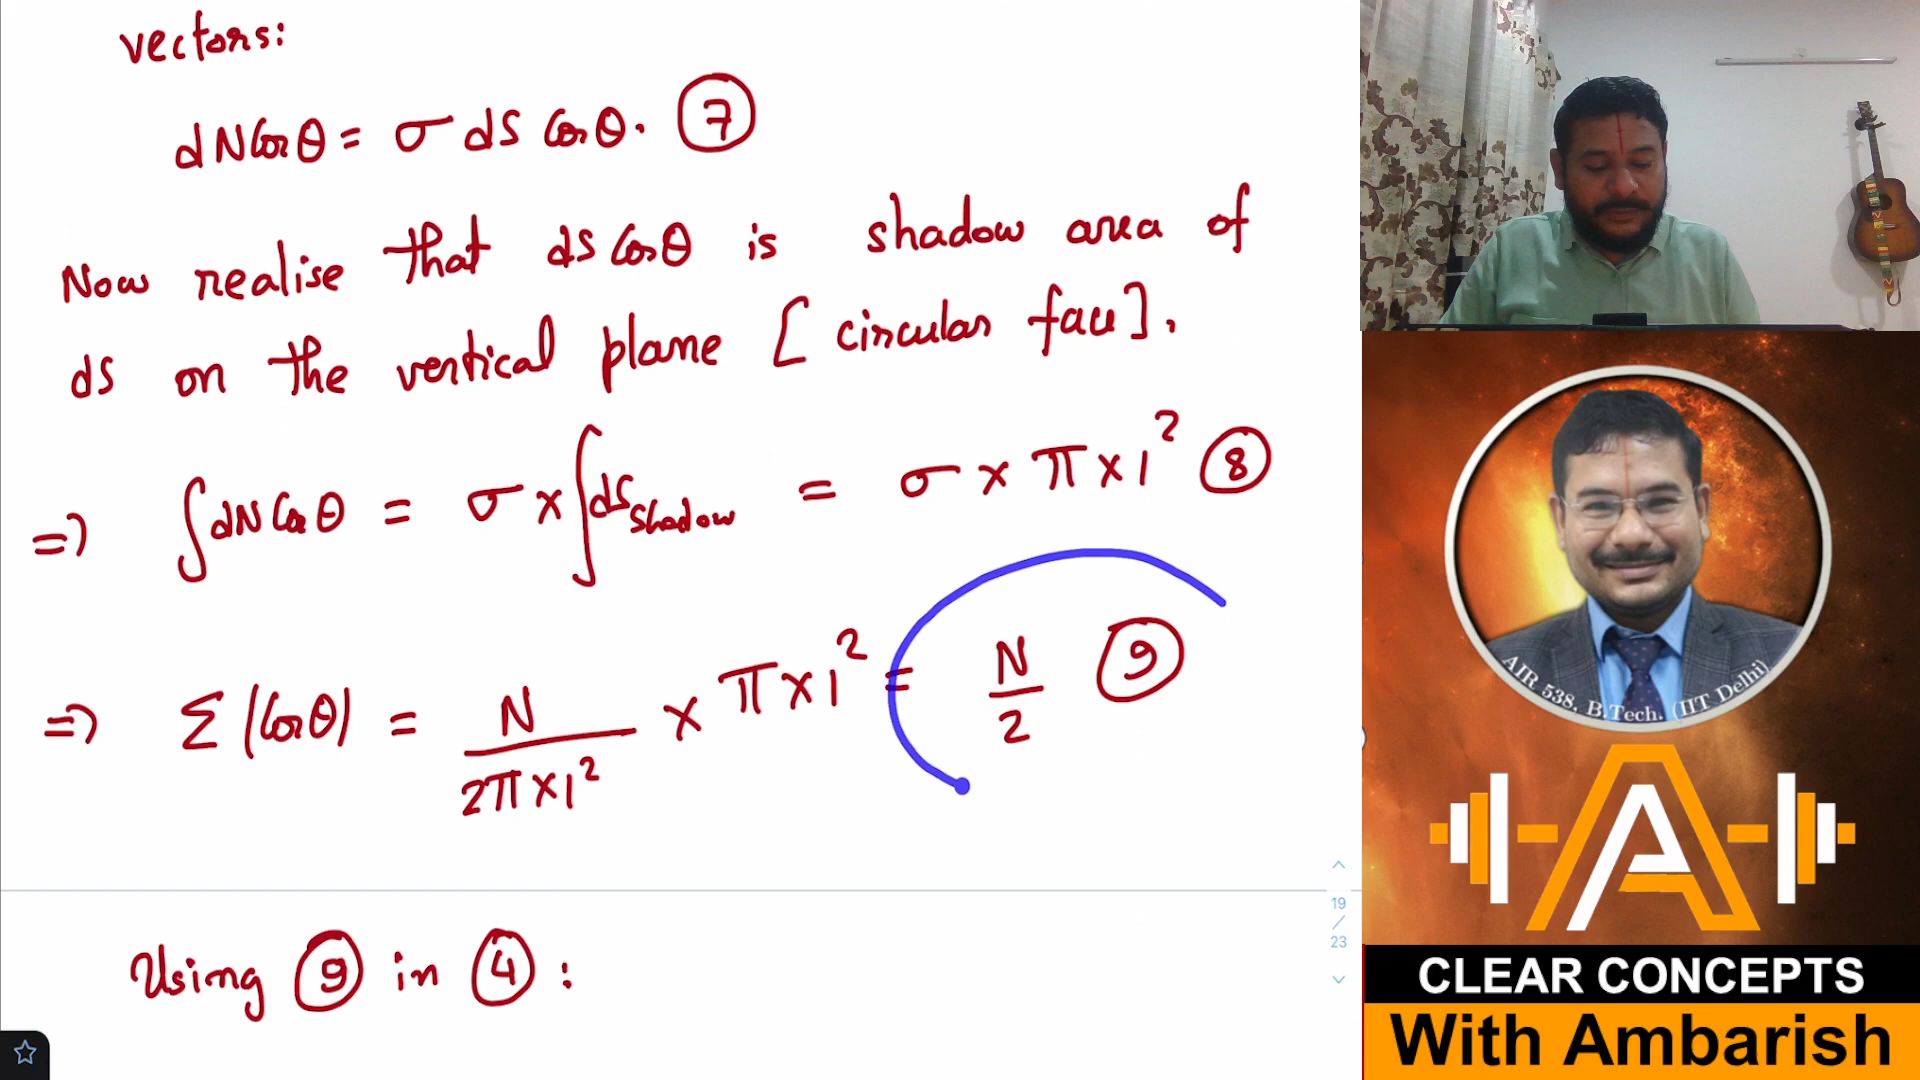 vectors:
dN Cos θ = σ dS Cos θ. ⑦
Now realise that dS Cos θ is shadow area of
dS on the vertical plane [circular face].
=> ∫dN Cos θ = σ × ∫dS_shadow = σ × π × 1² ⑧
=> Σ (Cos θ) = N / (2π × 1²) × π × 1² = N/2 ⑨
Using ⑨ in ④ :
19
/
23
AIR 538, B.Tech. (IIT Delhi)
A
CLEAR CONCEPTS
With Ambarish